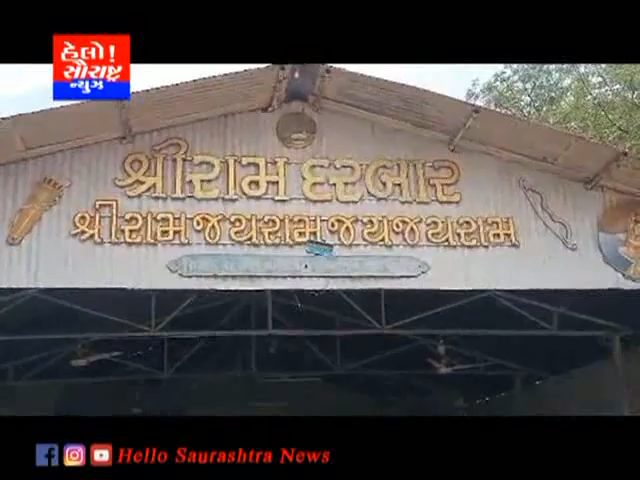 હેલો !
સૌરાષ્ટ્ર
ન્યુઝ
શ્રીરામ દરબાર
શ્રીરામજયરામજયજયરામ
Hello Saurashtra News